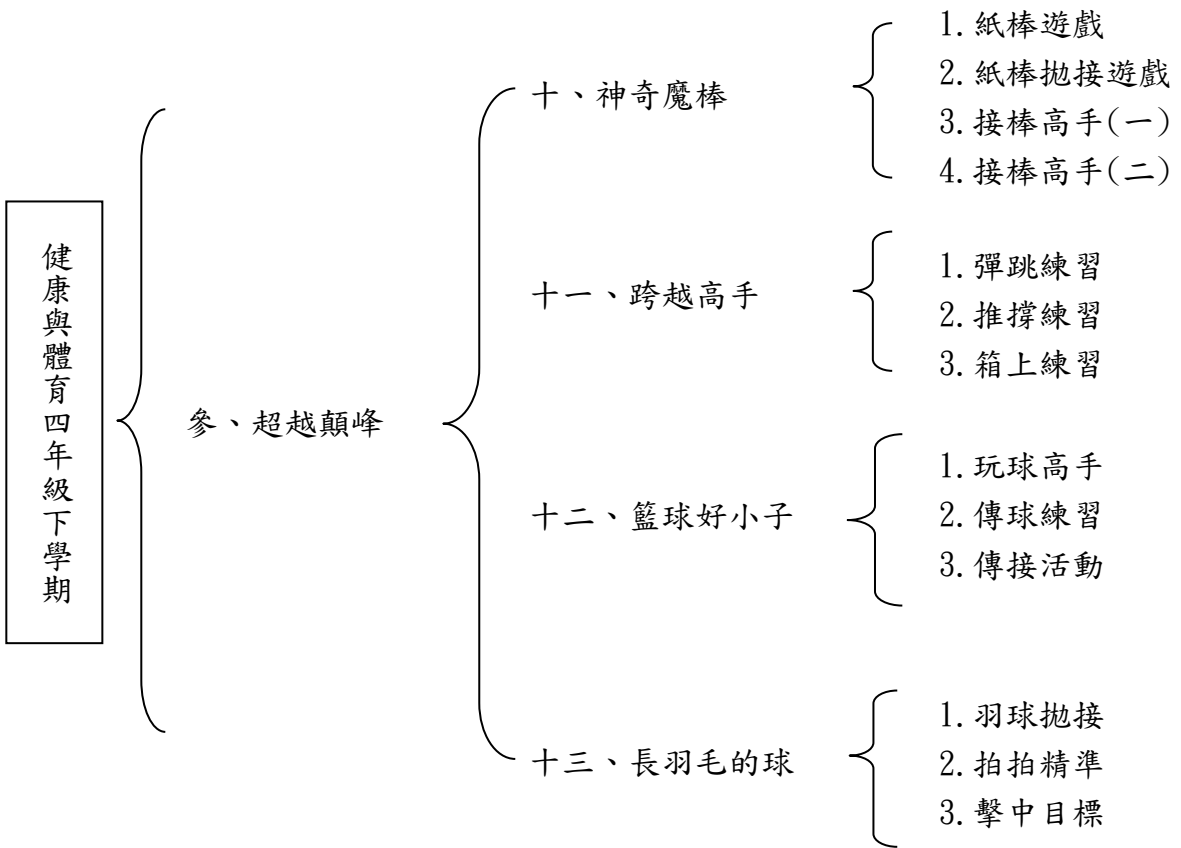 健康與體育四年級下學期
參、超越顛峰
十、神奇魔棒
1.紙棒遊戲
2.紙棒拋接遊戲
3.接棒高手(一)
4.接棒高手(二)
十一、跨越高手
1.彈跳練習
2.推撐練習
3.箱上練習
十二、籃球好小子
1.玩球高手
2.傳球練習
3.傳接活動
十三、長羽毛的球
1.羽球拋接
2.拍拍精準
3.擊中目標